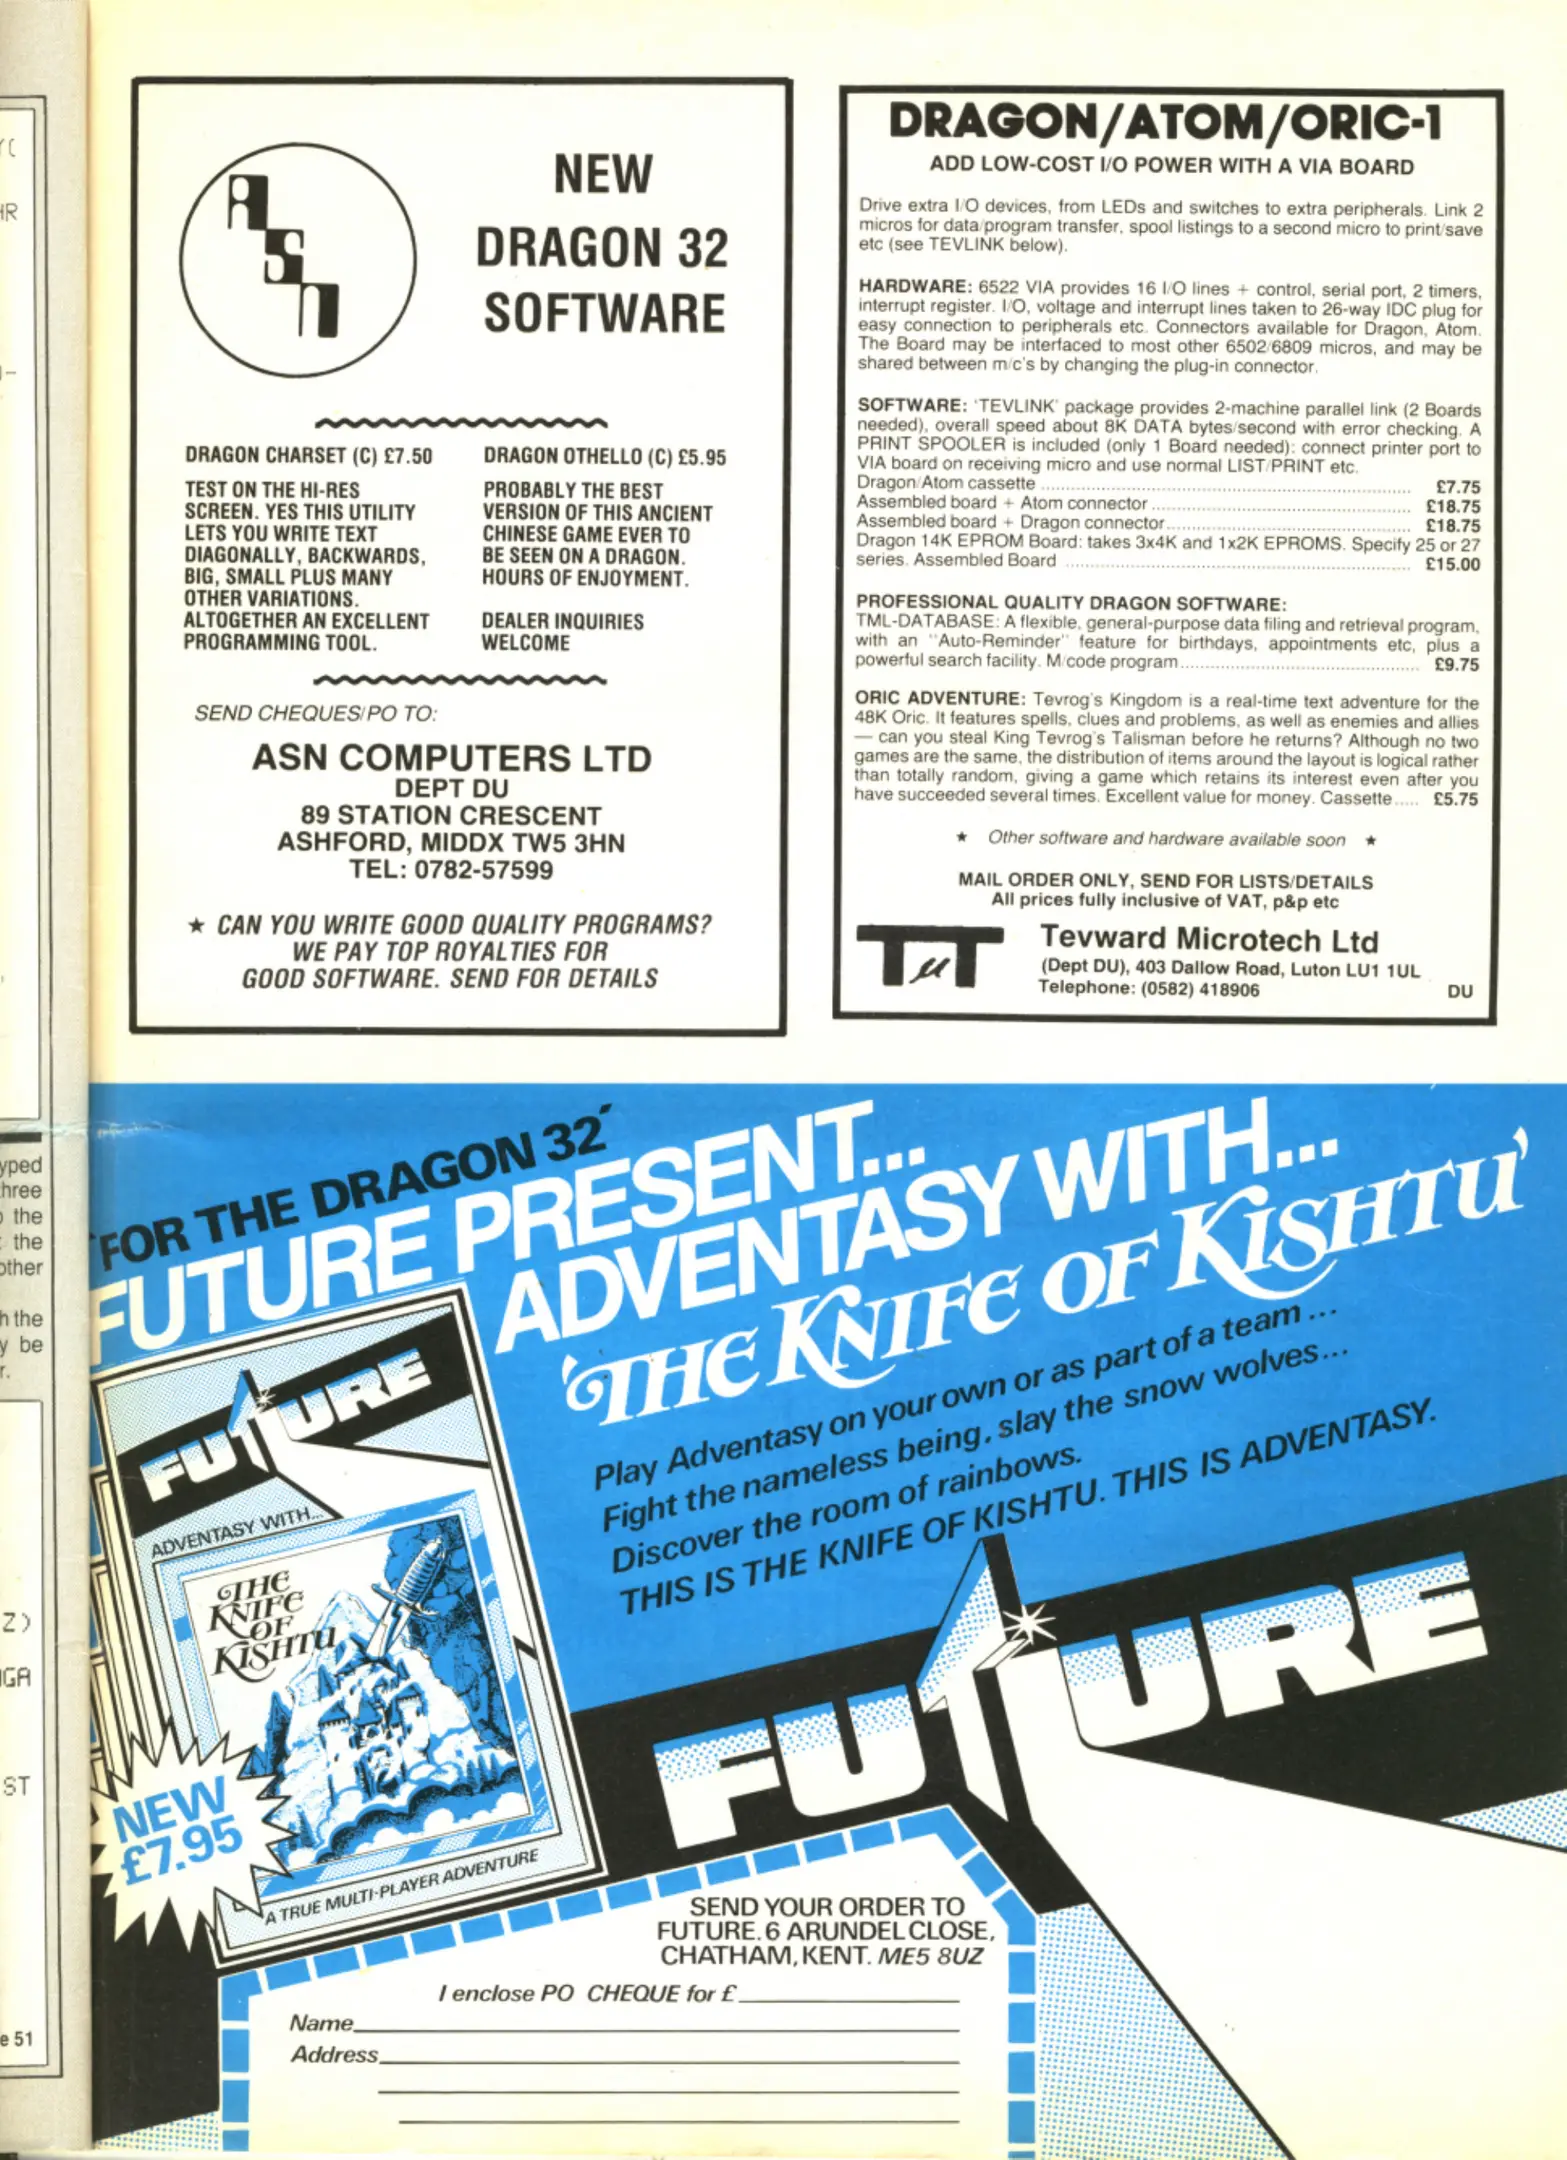 ASN
NEW
DRAGON 32
SOFTWARE
DRAGON CHARSET (C) £7.50
TEST ON THE HI-RES
SCREEN. YES THIS UTILITY
LETS YOU WRITE TEXT
DIAGONALLY, BACKWARDS,
BIG, SMALL PLUS MANY
OTHER VARIATIONS.
ALTOGETHER AN EXCELLENT
PROGRAMMING TOOL.
DRAGON OTHELLO (C) £5.95
PROBABLY THE BEST
VERSION OF THIS ANCIENT
CHINESE GAME EVER TO
BE SEEN ON A DRAGON.
HOURS OF ENJOYMENT.
DEALER INQUIRIES
WELCOME
SEND CHEQUES/PO TO:
ASN COMPUTERS LTD
DEPT DU
89 STATION CRESCENT
ASHFORD, MIDDX TW5 3HN
TEL: 0782-57599
★ CAN YOU WRITE GOOD QUALITY PROGRAMS?
WE PAY TOP ROYALTIES FOR
GOOD SOFTWARE. SEND FOR DETAILS
DRAGON/ATOM/ORIC-1
ADD LOW-COST I/O POWER WITH A VIA BOARD
Drive extra I/O devices, from LEDs and switches to extra peripherals. Link 2
micros for data/program transfer, spool listings to a second micro to print/save
etc (see TEVLINK below).
HARDWARE: 6522 VIA provides 16 I/O lines + control, serial port, 2 timers,
interrupt register. I/O, voltage and interrupt lines taken to 26-way IDC plug for
easy connection to peripherals etc. Connectors available for Dragon, Atom.
The Board may be interfaced to most other 6502/6809 micros, and may be
shared between m/c's by changing the plug-in connector.
SOFTWARE: 'TEVLINK' package provides 2-machine parallel link (2 Boards
needed), overall speed about 8K DATA bytes/second with error checking. A
PRINT SPOOLER is included (only 1 Board needed): connect printer port to
VIA board on receiving micro and use normal LIST/PRINT etc.
Dragon/Atom cassette ........ £7.75
Assembled board + Atom connector ........ £18.75
Assembled board + Dragon connector ........ £18.75
Dragon 14K EPROM Board: takes 3x4K and 1x2K EPROMS. Specify 25 or 27
series. Assembled Board ........ £15.00
PROFESSIONAL QUALITY DRAGON SOFTWARE:
TML-DATABASE: A flexible, general-purpose data filing and retrieval program,
with an "Auto-Reminder" feature for birthdays, appointments etc, plus a
powerful search facility. M/code program ........ £9.75
ORIC ADVENTURE: Tevrog's Kingdom is a real-time text adventure for the
48K Oric. It features spells, clues and problems, as well as enemies and allies
— can you steal King Tevrog's Talisman before he returns? Although no two
games are the same, the distribution of items around the layout is logical rather
than totally random, giving a game which retains its interest even after you
have succeeded several times. Excellent value for money. Cassette ..... £5.75
★ Other software and hardware available soon ★
MAIL ORDER ONLY, SEND FOR LISTS/DETAILS
All prices fully inclusive of VAT, p&p etc
TμT
Tevward Microtech Ltd
(Dept DU), 403 Dallow Road, Luton LU1 1UL
Telephone: (0582) 418906
DU
'FOR THE DRAGON 32'
FUTURE PRESENT...
ADVENTASY WITH...
'THE KNIFE OF KISHTU'
Play Adventasy on your own or as part of a team ...
Fight the nameless being, slay the snow wolves...
Discover the room of rainbows.
THIS IS THE KNIFE OF KISHTU. THIS IS ADVENTASY.
FUTURE
ADVENTASY WITH...
THE
KNIFE
OF
KISHTU
A TRUE MULTI-PLAYER ADVENTURE
NEW
£7.95
FUTURE
SEND YOUR ORDER TO
FUTURE. 6 ARUNDEL CLOSE,
CHATHAM, KENT. ME5 8UZ
I enclose PO CHEQUE for £
Name
Address
HR
yped
hree
the
the
other
h the
y be
r.
Z)
ST
e 51